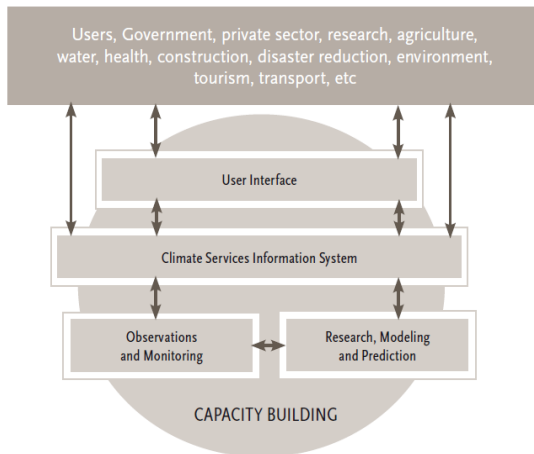 Users, Government, private sector, research, agriculture,
water, health, construction, disaster reduction, environment,
tourism, transport, etc
User Interface
Climate Services Information System
Observations
and Monitoring
Research, Modeling
and Prediction
CAPACITY BUILDING